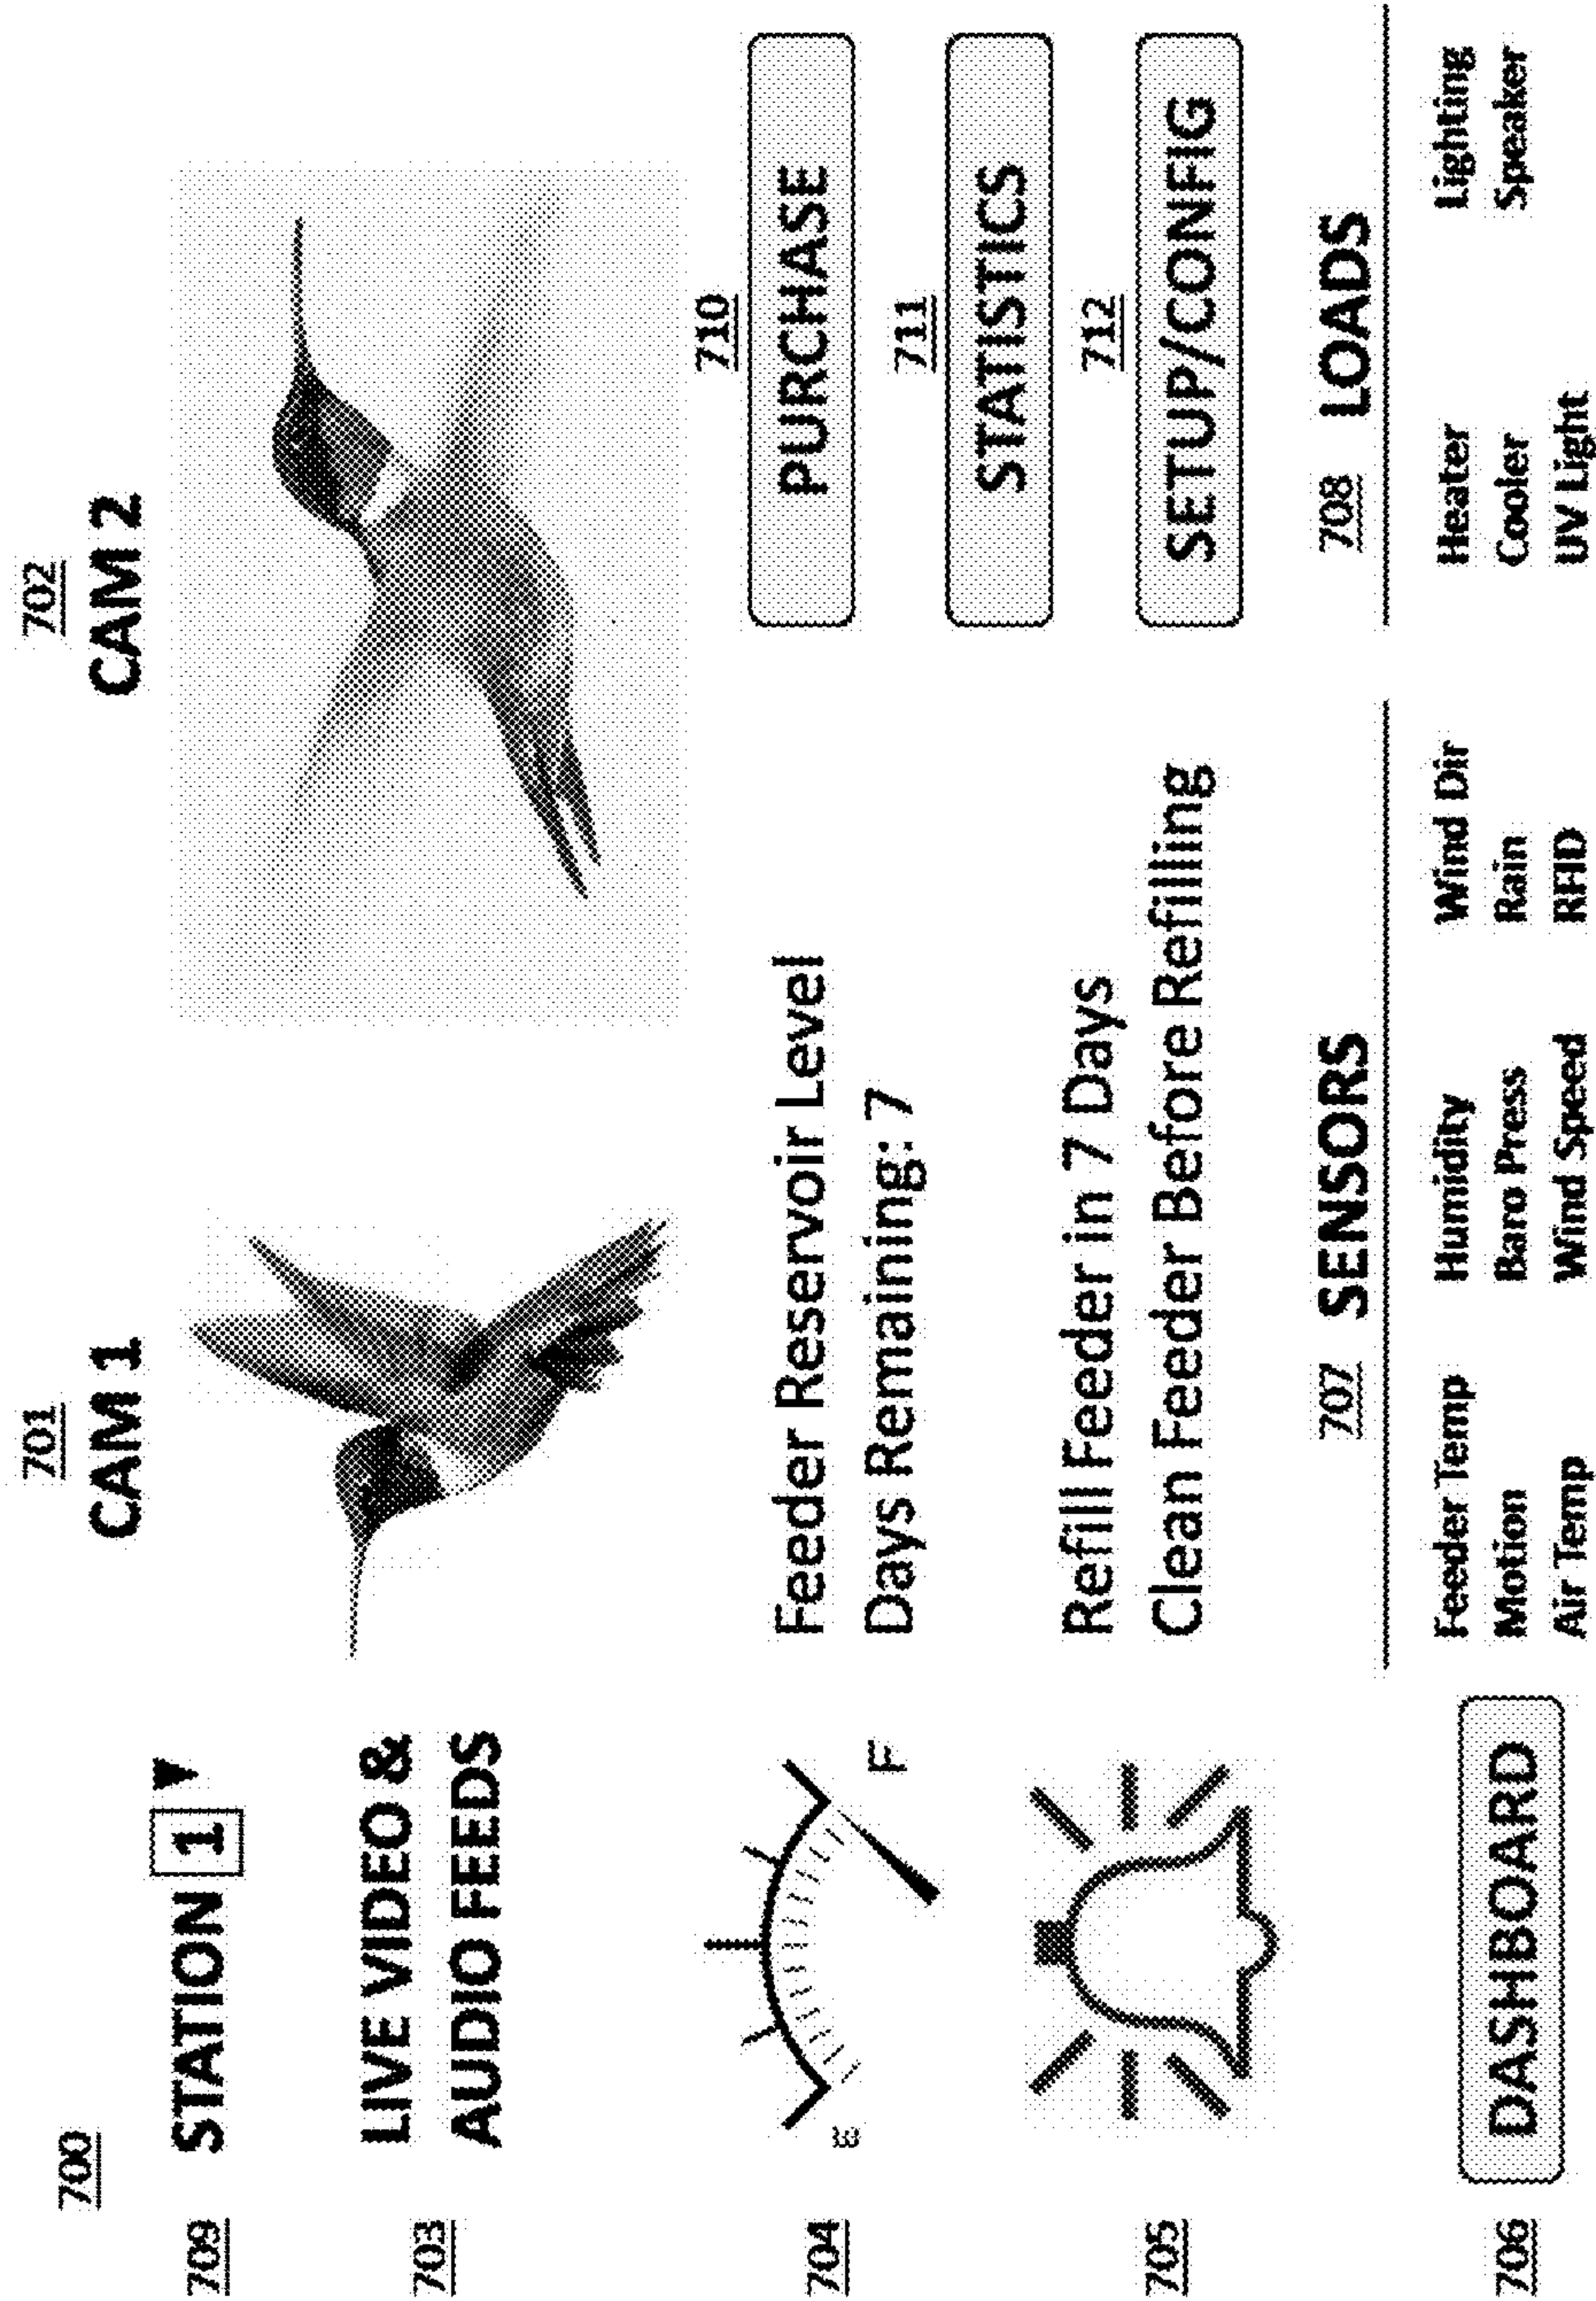 700
701
702
CAM 1
CAM 2
709
STATION 1
703
LIVE VIDEO &
AUDIO FEEDS
704
E
F
Feeder Reservoir Level
Days Remaining: 7
710
PURCHASE
711
STATISTICS
705
Refill Feeder in 7 Days
Clean Feeder Before Refilling
712
SETUP/CONFIG
707 SENSORS
708 LOADS
706
DASHBOARD
Feeder Temp Humidity Wind Dir
Motion Baro Press Rain
Air Temp Wind Speed RFID
Heater Lighting
Cooler Speaker
UV Light